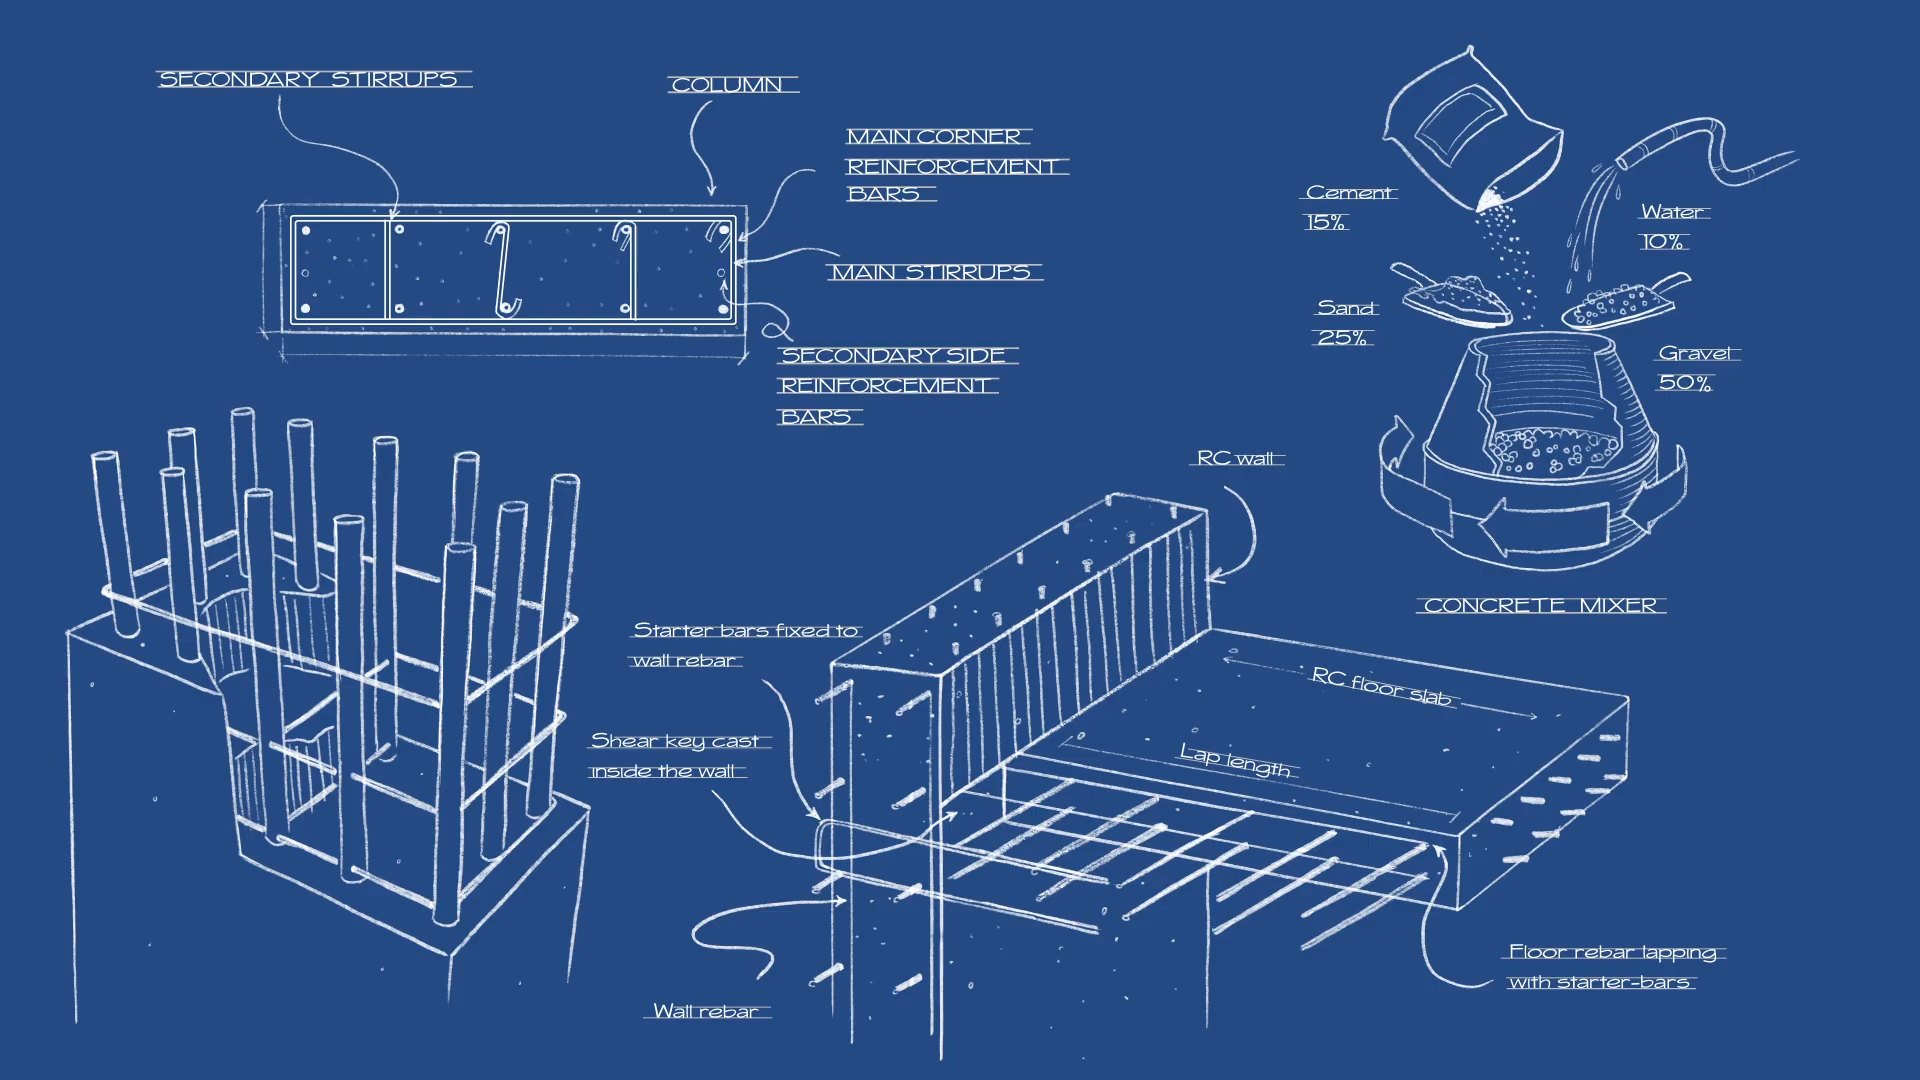 SECONDARY STIRRUPS
COLUMN
MAIN CORNER
REINFORCEMENT
BARS
MAIN STIRRUPS
SECONDARY SIDE
REINFORCEMENT
BARS
Cement
15%
Water
10%
Sand
25%
Gravel
50%
CONCRETE MIXER
RC wall
Starter bars fixed to
wall rebar
Shear key cast
inside the wall
RC floor slab
Lap length
Floor rebar lapping
with starter-bars
Wall rebar